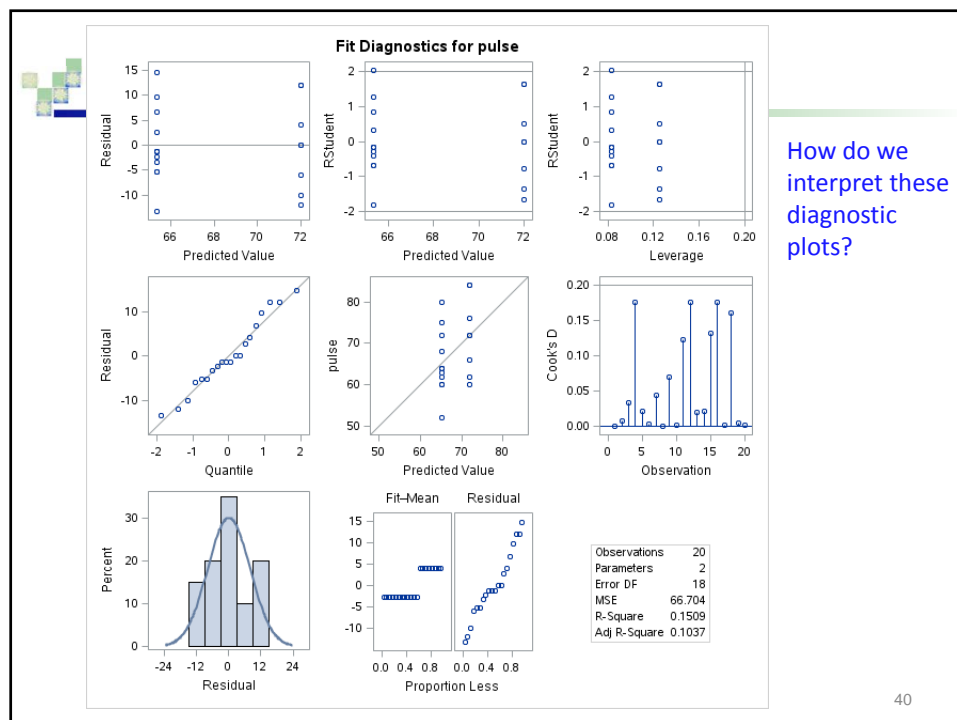 Fit Diagnostics for pulse
15
10
5
0
-5
-10
Residual
66 68 70 72
Predicted Value
2
1
0
-1
-2
RStudent
66 68 70 72
Predicted Value
2
1
0
-1
-2
RStudent
0.08 0.12 0.16 0.20
Leverage
How do we
interpret these
diagnostic
plots?
10
0
-10
Residual
-2 -1 0 1 2
Quantile
80
70
60
50
pulse
50 60 70 80
Predicted Value
0.20
0.15
0.10
0.05
0.00
Cook's D
0 5 10 15 20
Observation
30
20
10
0
Percent
-24 -12 0 12 24
Residual
Fit–Mean Residual
15
10
5
0
-5
-10
0.0 0.4 0.8 0.0 0.4 0.8
Proportion Less
Observations 20
Parameters 2
Error DF 18
MSE 66.704
R-Square 0.1509
Adj R-Square 0.1037
40